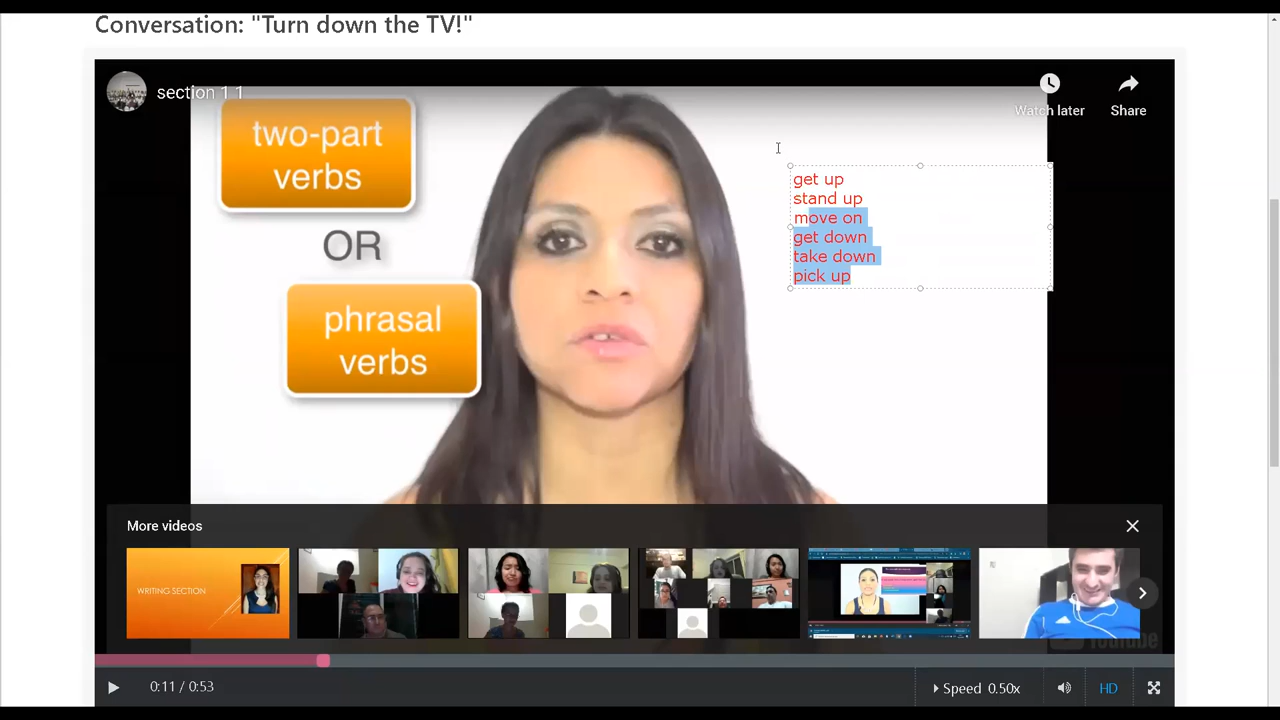 Conversation: "Turn down the TV!"
section 1 1
Watch later
Share
two-part
verbs
OR
phrasal
verbs
get up
stand up
move on
get down
take down
pick up
More videos
WRITING SECTION
0:11 / 0:53
Speed 0.50x
HD